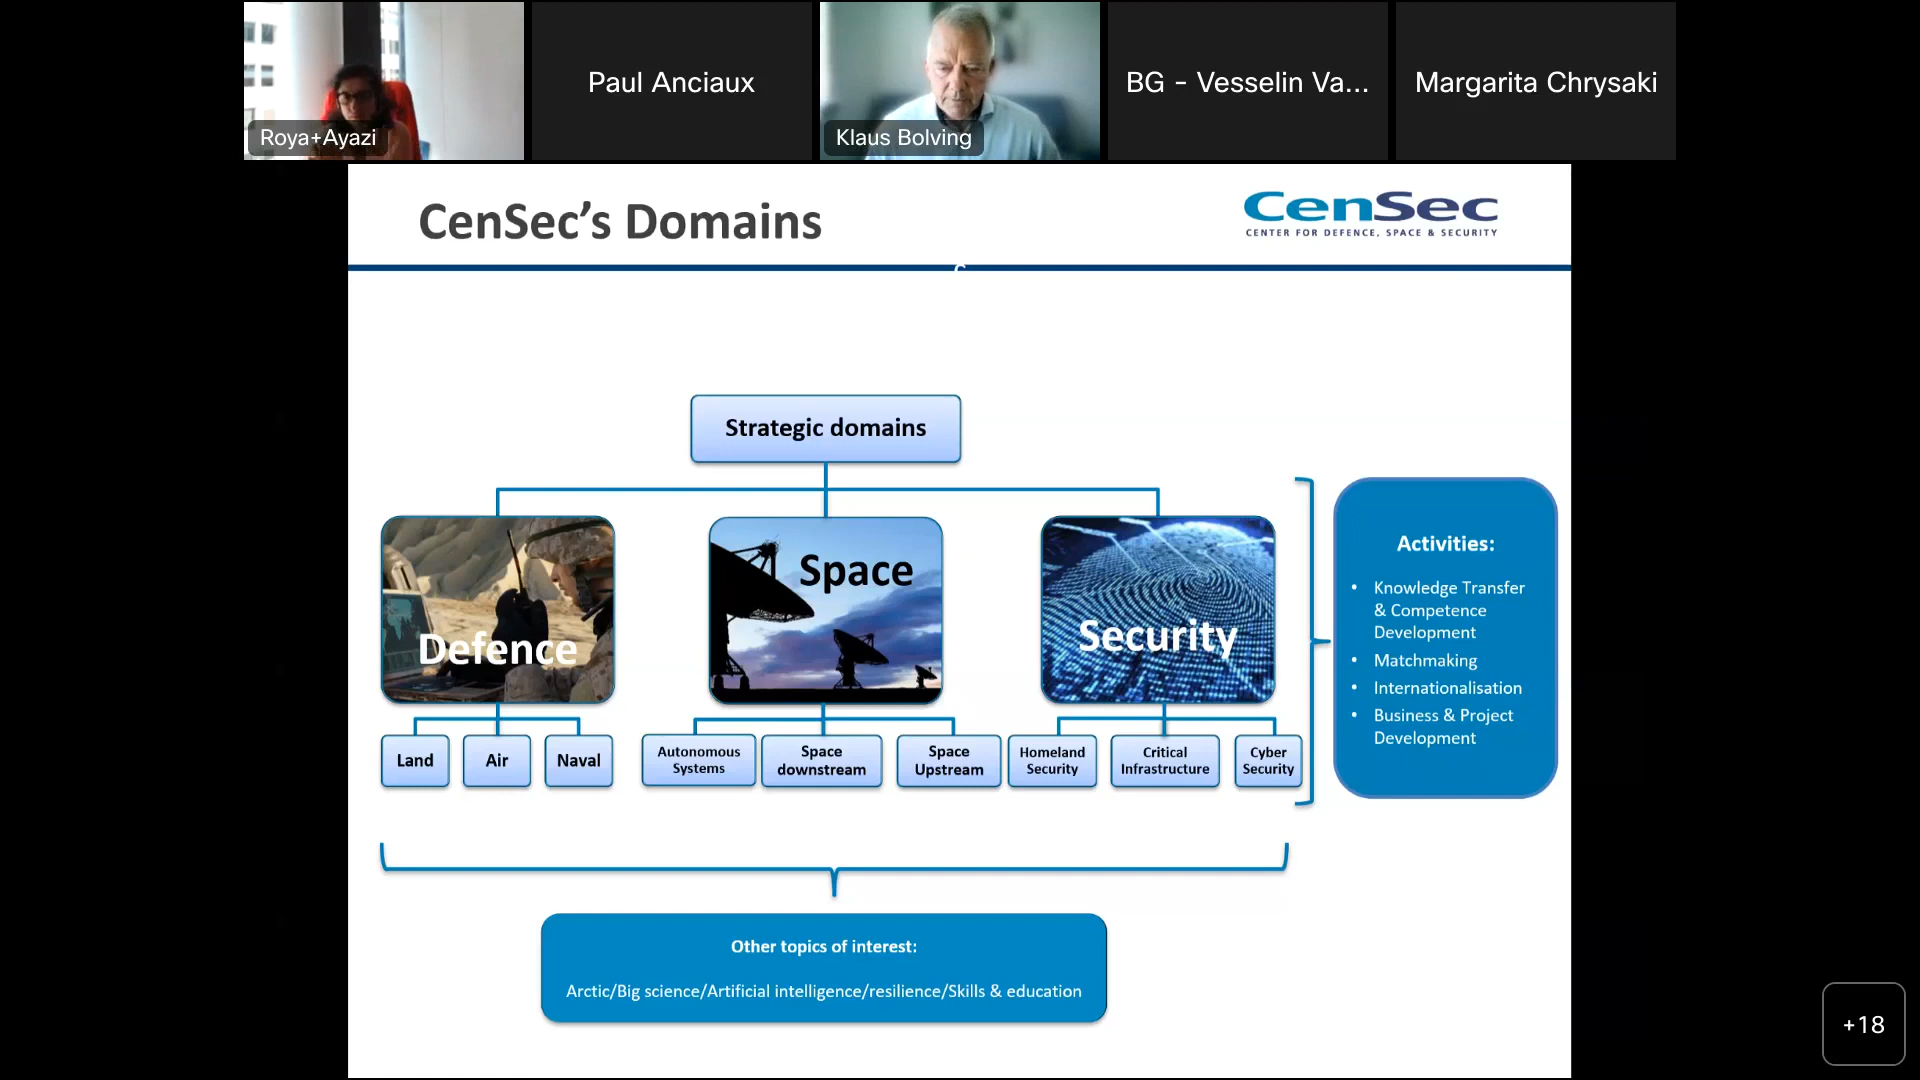 Roya+Ayazi
Paul Anciaux
Klaus Bolving
BG - Vesselin Va...
Margarita Chrysaki
CenSec's Domains
CenSec
CENTER FOR DEFENCE, SPACE & SECURITY
Strategic domains
Defence
Space
Security
Land
Air
Naval
Autonomous
Systems
Space
downstream
Space
Upstream
Homeland
Security
Critical
Infrastructure
Cyber
Security
Activities:
• Knowledge Transfer
& Competence
Development
• Matchmaking
• Internationalisation
• Business & Project
Development
Other topics of interest:
Arctic/Big science/Artificial intelligence/resilience/Skills & education
+18